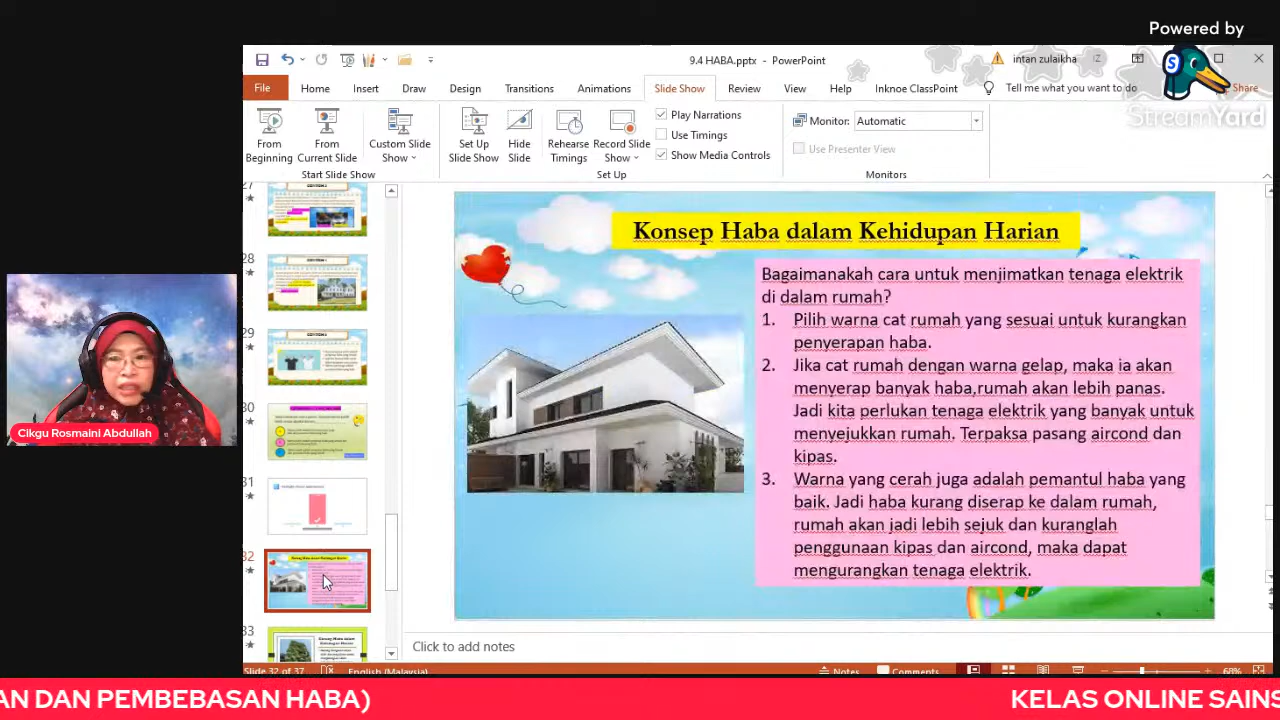 Powered by
StreamYard
9.4 HABA.pptx - PowerPoint
intan zulaikha
File Home Insert Draw Design Transitions Animations Slide Show Review View Help Inknoe ClassPoint Tell me what you want to do Share
From Beginning
From Current Slide
Custom Slide Show
Set Up Slide Show
Hide Slide
Rehearse Timings
Record Slide Show
Play Narrations
Use Timings
Show Media Controls
Monitor: Automatic
Use Presenter View
Start Slide Show
Set Up
Monitors
27
28
29
30
31
32
33
Konsep Haba dalam Kehidupan Harian
Bagaimanakah cara untuk menjimatkan tenaga elektrik
di dalam rumah?
1. Pilih warna cat rumah yang sesuai untuk kurangkan
penyerapan haba.
2. Jika cat rumah dengan warna gelap, maka ia akan
menyerap banyak haba,rumah akan lebih panas.
Jadi kita perlukan tenaga elektrik yang banyak untuk
menyejukkan rumah. Terpaksa pasang aircond dan
kipas.
3. Warna yang cerah juga adalah pemantul haba yang
baik. Jadi haba kurang diserap ke dalam rumah,
rumah akan jadi lebih sejuk dan kuranglah
penggunaan kipas dan aircond, maka dapat
mengurangkan tenaga elektrik.
Cikgu Rosmaini Abdullah
Click to add notes
Slide 32 of 37
English (Malaysia)
Notes
Comments
68%
AN DAN PEMBEBASAN HABA)
KELAS ONLINE SAINS